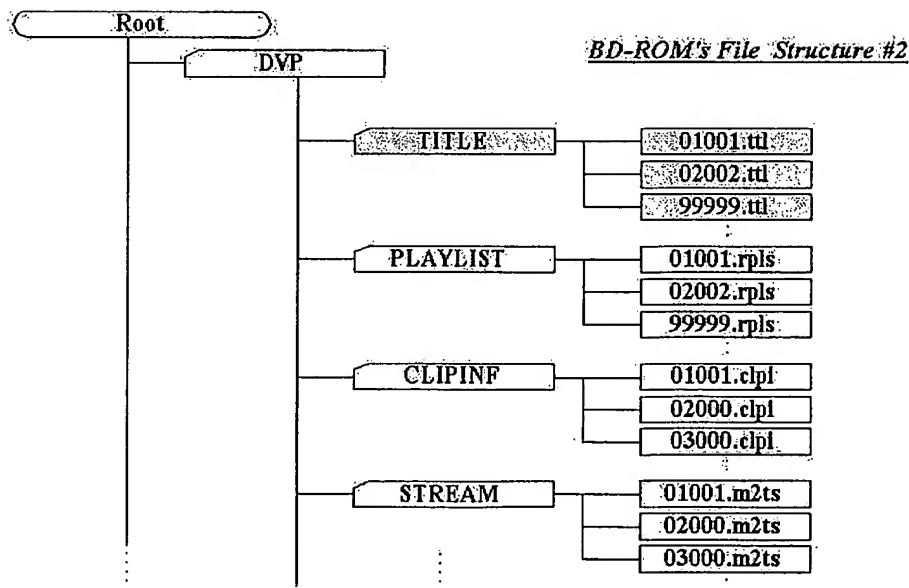 Root
BD-ROM's File Structure #2
DVP
TITLE
01001.ttl
02002.ttl
99999.ttl
PLAYLIST
01001.rpls
02002.rpls
99999.rpls
CLIPINF
01001.clpi
02000.clpi
03000.clpi
STREAM
01001.m2ts
02000.m2ts
03000.m2ts